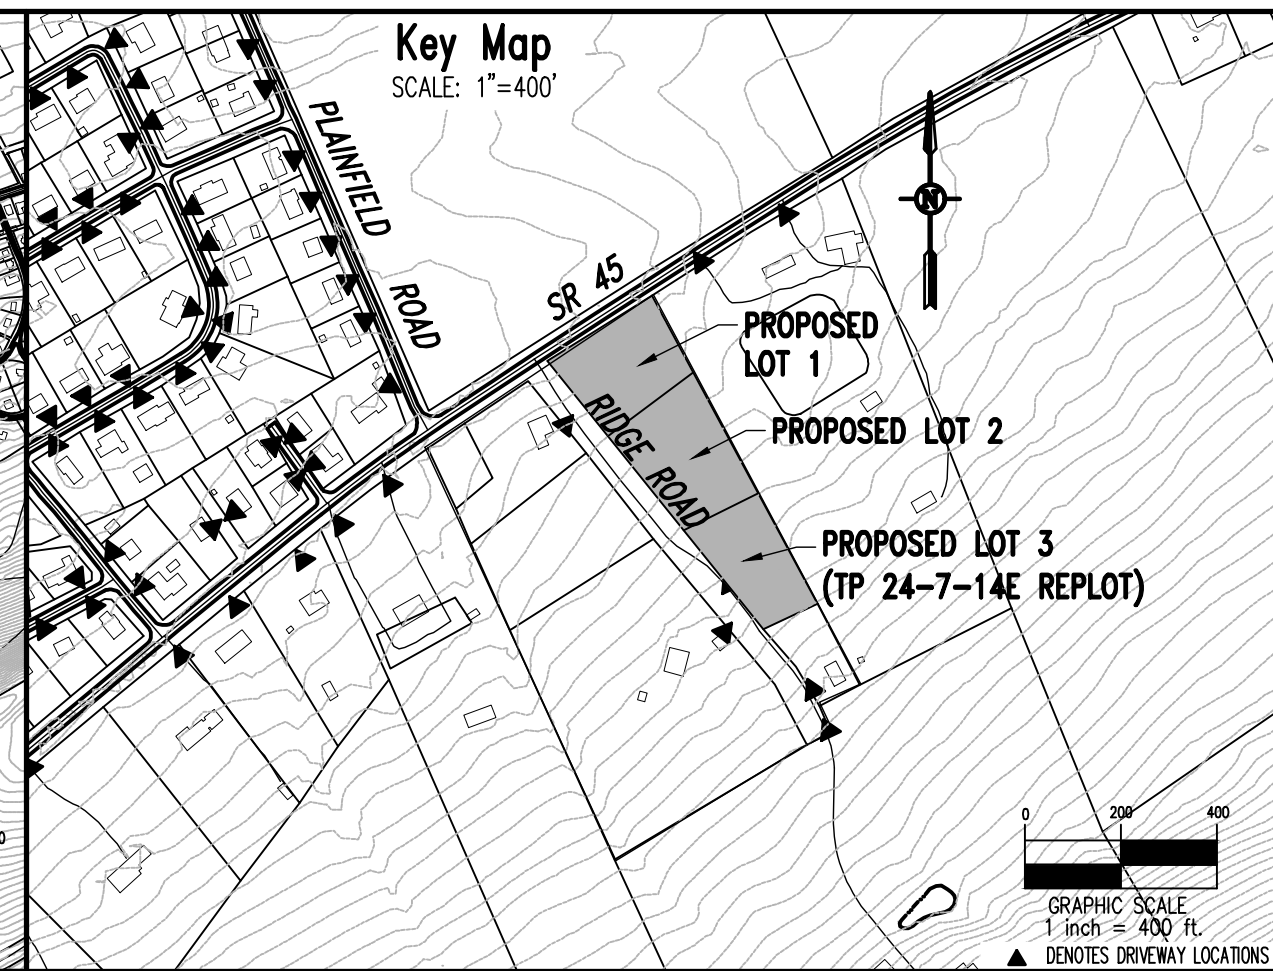 Key Map
SCALE: 1"=400'
PLAINFIELD
ROAD
SR 45
N
PROPOSED
LOT 1
RIDGE ROAD
PROPOSED LOT 2
PROPOSED LOT 3
(TP 24-7-14E REPLOT)
0 200 400
GRAPHIC SCALE
1 inch = 400 ft.
▲ DENOTES DRIVEWAY LOCATIONS
0